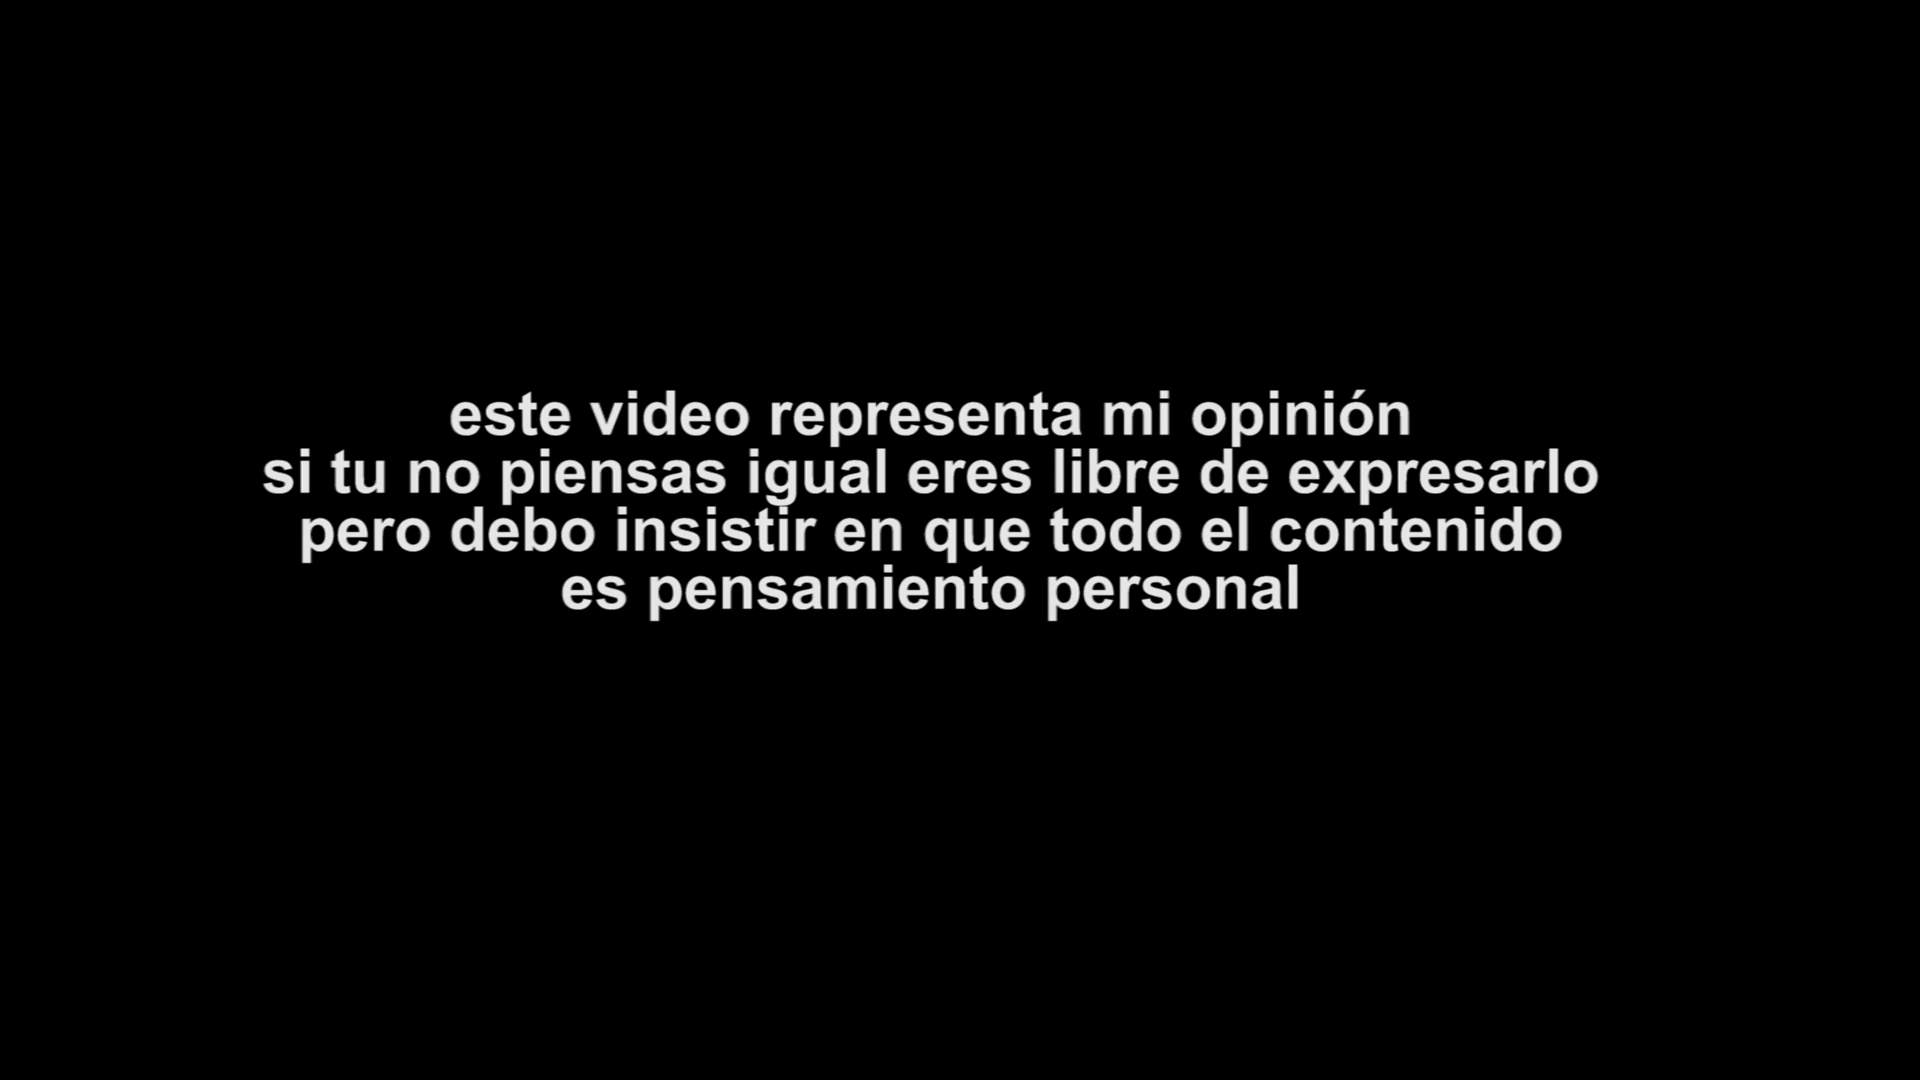 este video representa mi opinión
si tu no piensas igual eres libre de expresarlo
pero debo insistir en que todo el contenido
es pensamiento personal